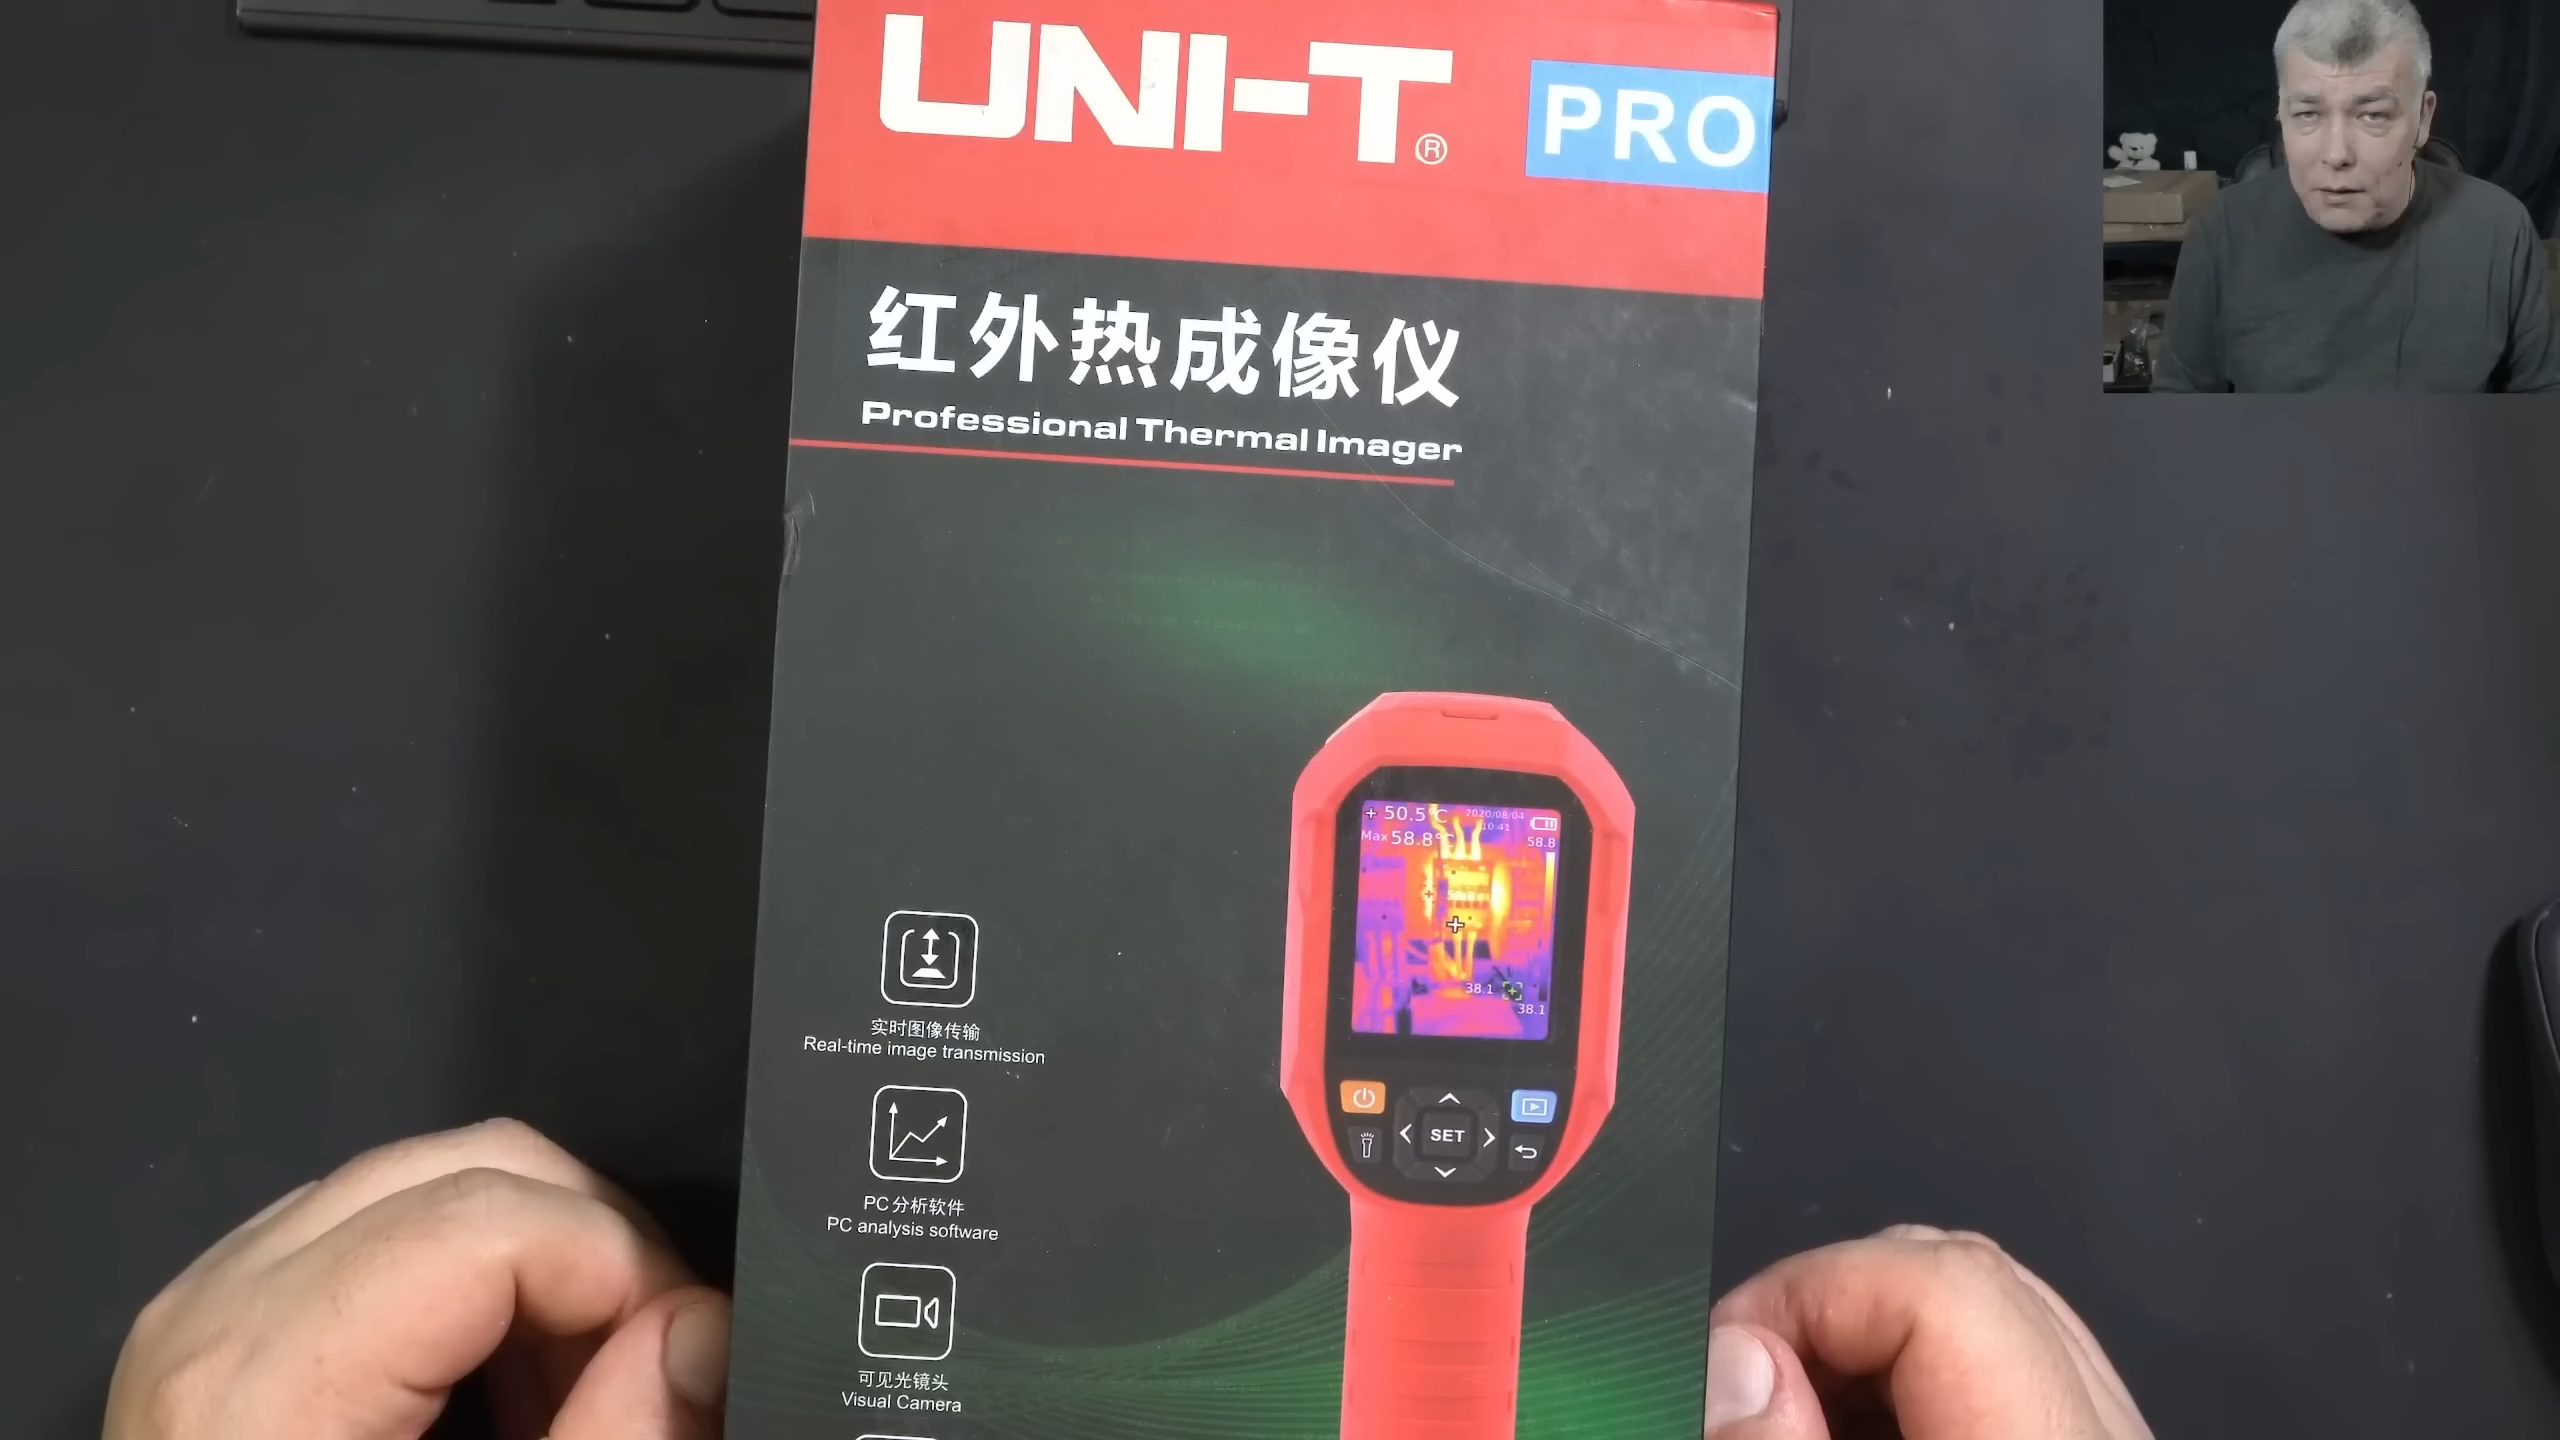 UNI-T®
PRO
红外热成像仪
Professional Thermal Imager
+ 50.5°C
2020/08/04
10:41
Max 58.8°C
58.8
38.1
38.1
SET
实时图像传输
Real-time image transmission
PC分析软件
PC analysis software
可见光镜头
Visual Camera